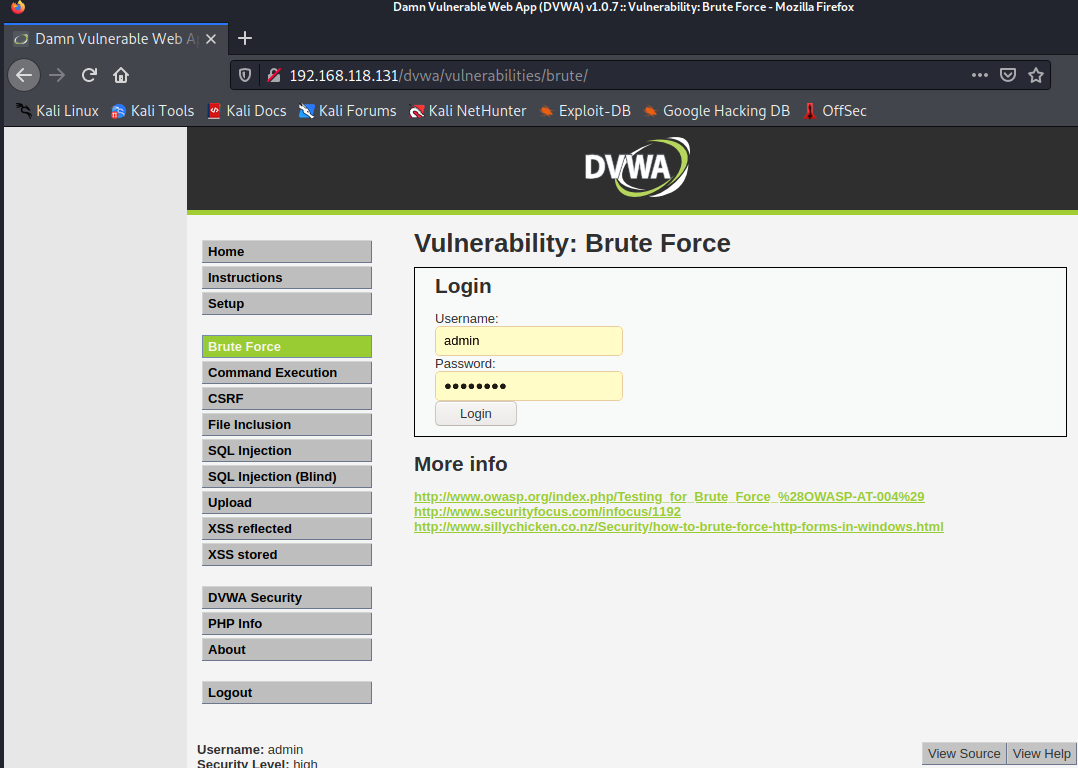 Damn Vulnerable Web App (DVWA) v1.0.7 :: Vulnerability: Brute Force - Mozilla Firefox
Damn Vulnerable Web Ap
192.168.118.131/dvwa/vulnerabilities/brute/
Kali Linux Kali Tools Kali Docs Kali Forums Kali NetHunter Exploit-DB Google Hacking DB OffSec
DVWA
Home
Instructions
Setup
Brute Force
Command Execution
CSRF
File Inclusion
SQL Injection
SQL Injection (Blind)
Upload
XSS reflected
XSS stored
DVWA Security
PHP Info
About
Logout
Vulnerability: Brute Force
Login
Username:
admin
Password:
••••••••
Login
More info
http://www.owasp.org/index.php/Testing_for_Brute_Force_%28OWASP-AT-004%29
http://www.securityfocus.com/infocus/1192
http://www.sillychicken.co.nz/Security/how-to-brute-force-http-forms-in-windows.html
Username: admin
Security Level: high
View Source View Help